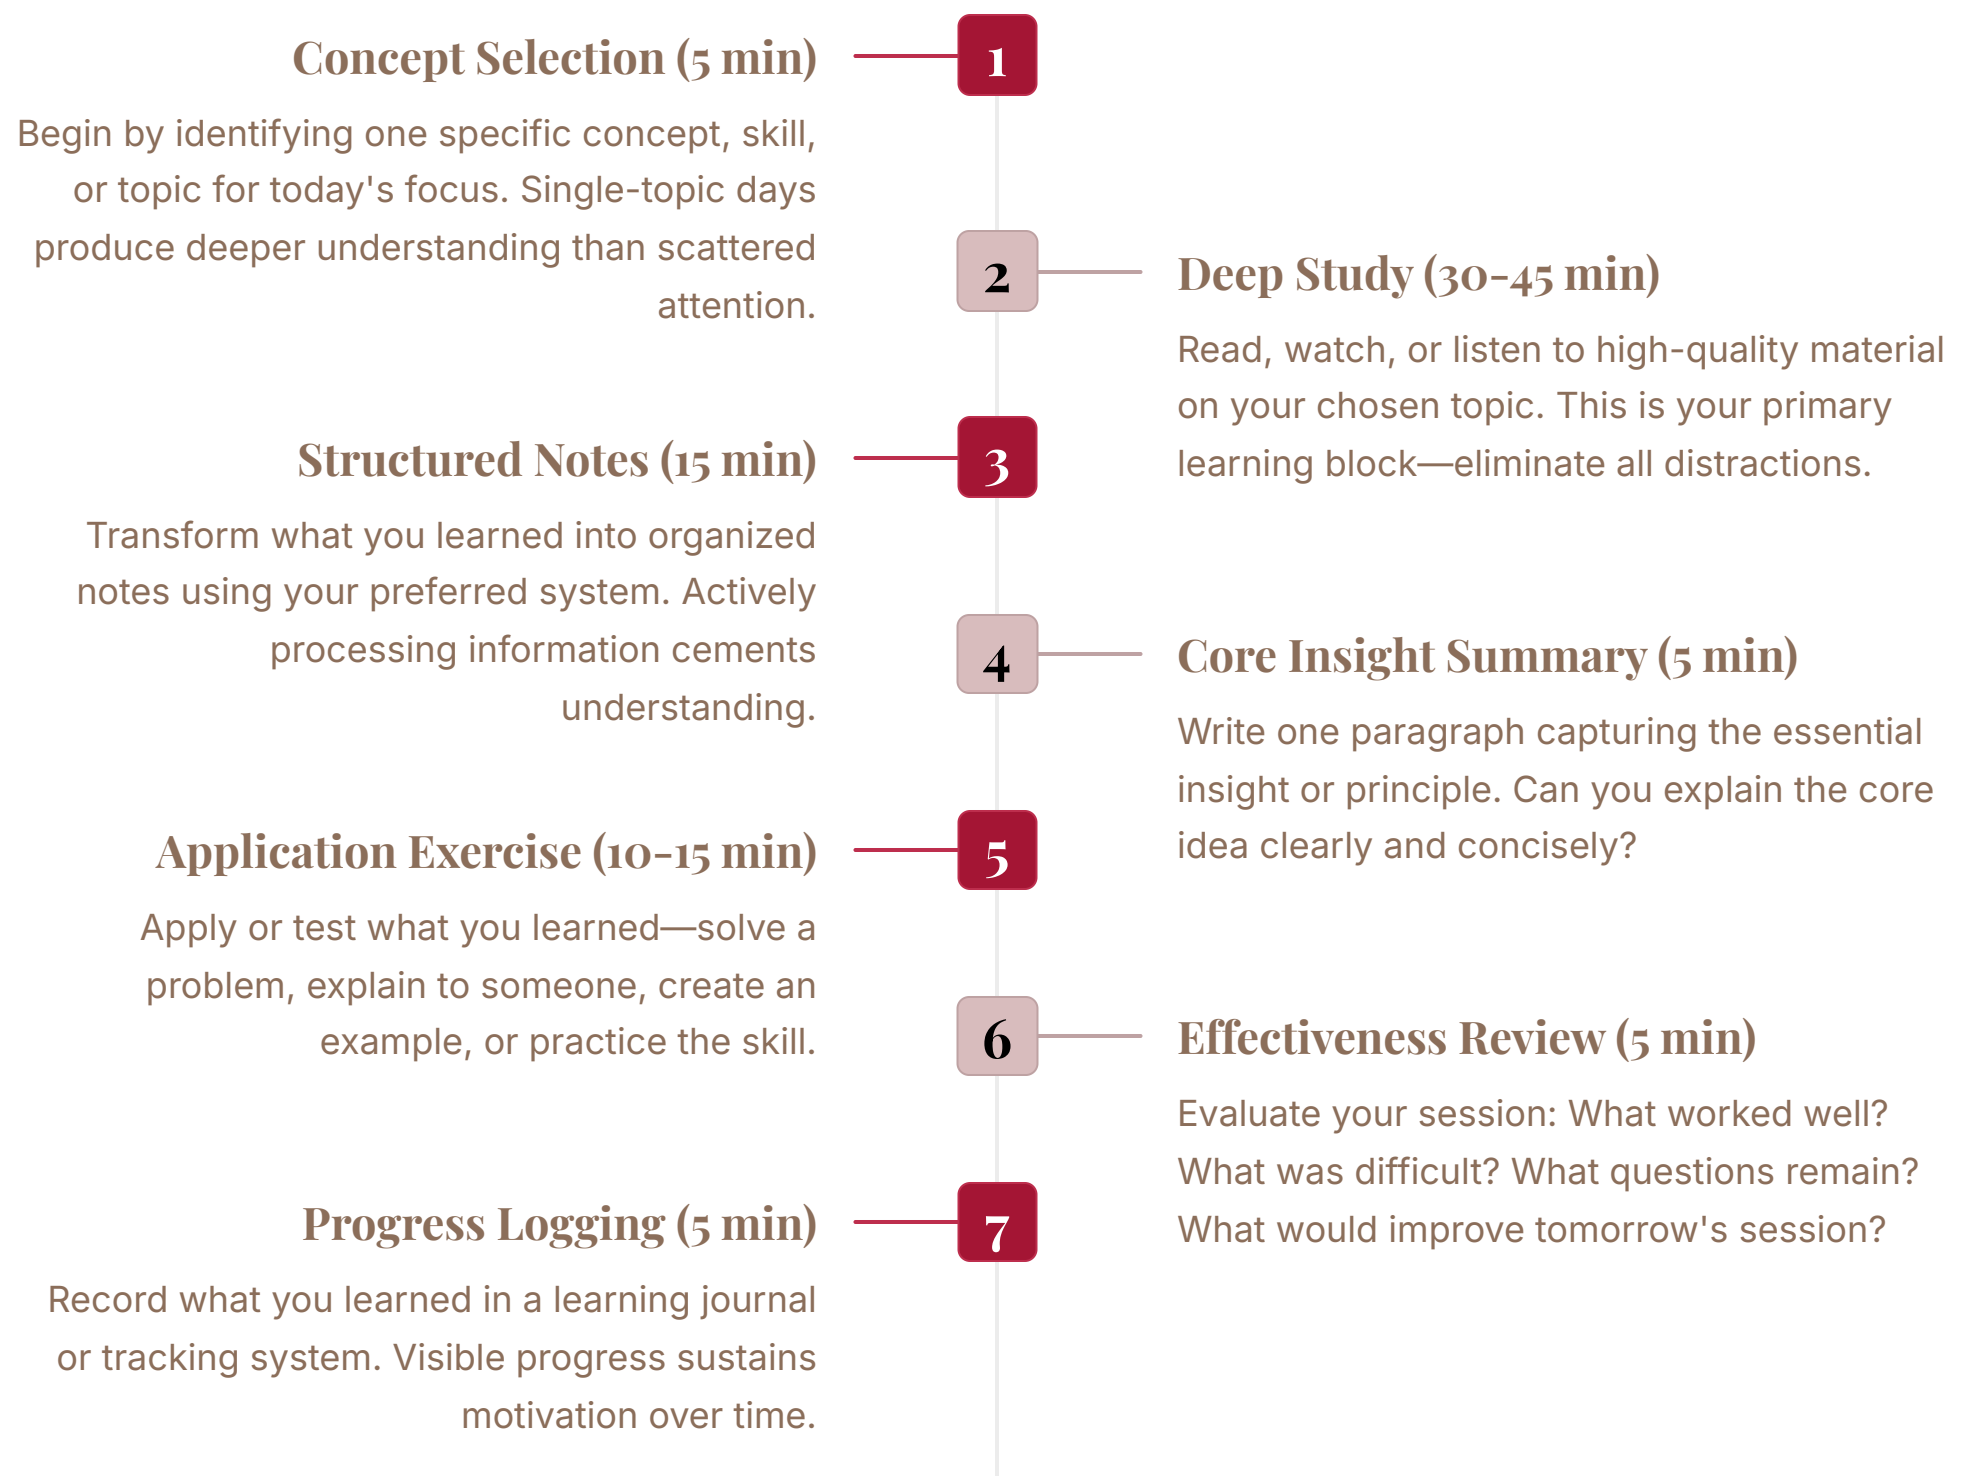 1
Concept Selection (5 min)
Begin by identifying one specific concept, skill,
or topic for today's focus. Single-topic days
produce deeper understanding than scattered
attention.
2
Deep Study (30-45 min)
Read, watch, or listen to high-quality material
on your chosen topic. This is your primary
learning block—eliminate all distractions.
3
Structured Notes (15 min)
Transform what you learned into organized
notes using your preferred system. Actively
processing information cements
understanding.
4
Core Insight Summary (5 min)
Write one paragraph capturing the essential
insight or principle. Can you explain the core
idea clearly and concisely?
5
Application Exercise (10-15 min)
Apply or test what you learned—solve a
problem, explain to someone, create an
example, or practice the skill.
6
Effectiveness Review (5 min)
Evaluate your session: What worked well?
What was difficult? What questions remain?
What would improve tomorrow's session?
7
Progress Logging (5 min)
Record what you learned in a learning journal
or tracking system. Visible progress sustains
motivation over time.